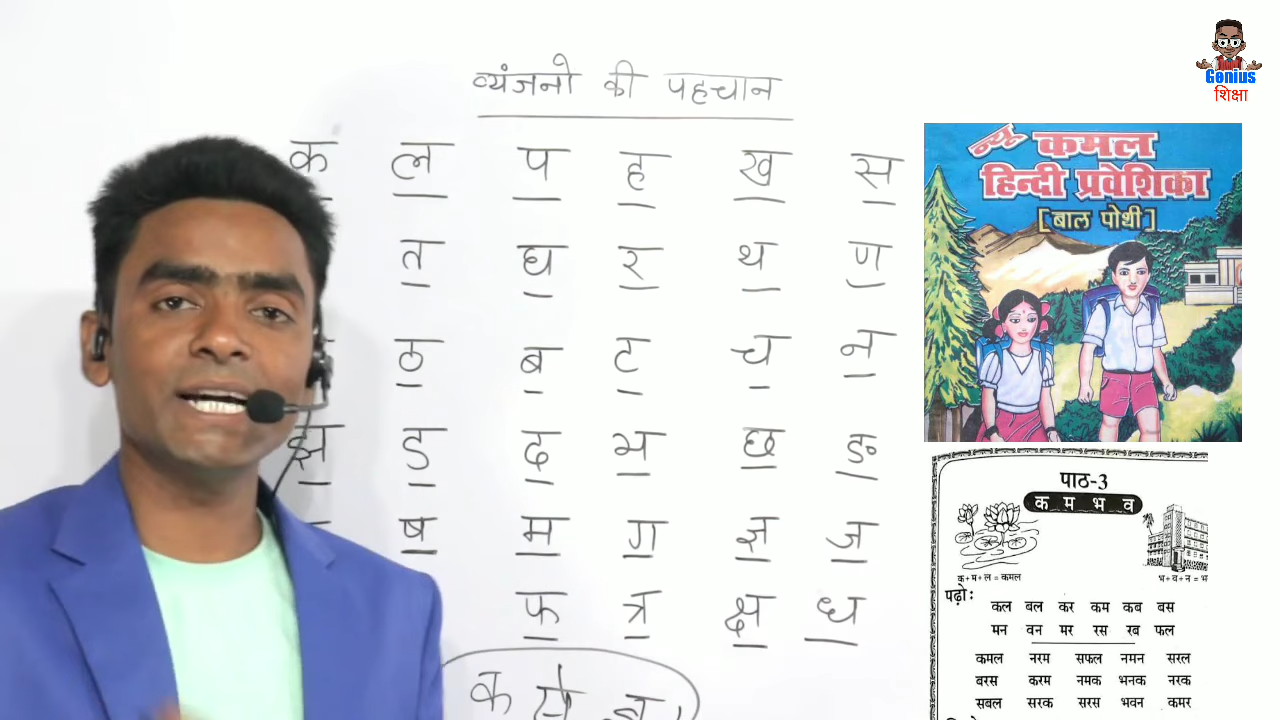 व्यंजनो की पहचान
क ल प ह ख स
त घ र थ ण
ठ ब ट च न
झ ड़ द भ छ ङ
ष म ग ज्ञ ज
फ त्र क्ष ध
क से ज्ञ
Genius
शिक्षा
न्यू कमल
हिन्दी प्रवेशिका
[बाल पोथी]
पाठ-3
क म भ व
क+म+ल = कमल
भ+व+न = भ
पढ़ो:
कल बल कर कम कब बस
मन वन मर रस रब फल
कमल नरम सफल नमन सरल
बरस करम नमक भनक नरक
सबल सरक सरस भवन कमर